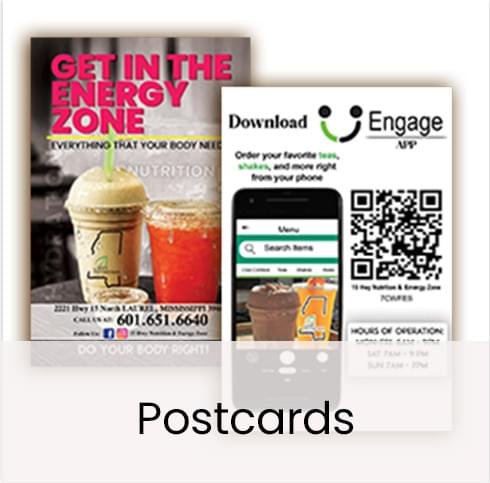 GET IN THE
ENERGY
ZONE
EVERYTHING THAT YOUR BODY NEED
NUTRITION
HYDRATION
2221 Hwy 15 North LAUREL, MISSISSIPPI
CALL US AT: 601.651.6640
Follow Us: 15 Hwy Nutrition & Energy Zone
DO YOUR BODY RIGHT!
Download
Engage
APP
Order your favorite teas,
shakes, and more right
from your phone
Menu
Search Items
15 Hwy Nutrition & Energy Zone
HOURS OF OPERATION:
MON-FRI
SAT 7AM - 9 PM
SUN 7AM - 7PM
Postcards